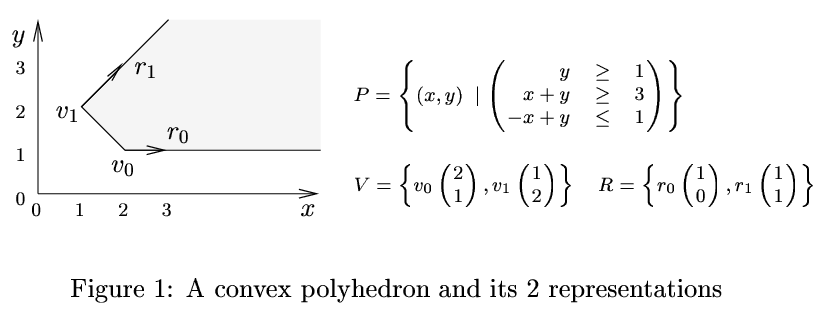 y
3
2
1
0
0 1 2 3 x
v₁ r₁
v₀ r₀
P = { (x, y) | ( y ≥ 1
x + y ≥ 3
−x + y ≤ 1 ) }
V = { v₀ ( 2 1 ) , v₁ ( 1 2 ) } R = { r₀ ( 1 0 ) , r₁ ( 1 1 ) }
Figure 1: A convex polyhedron and its 2 representations